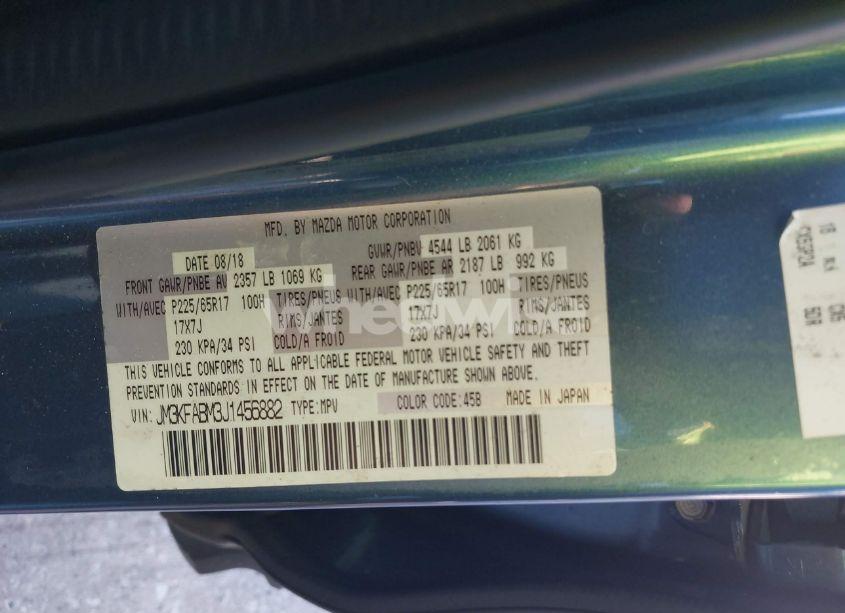 MFD. BY MAZDA MOTOR CORPORATION
DATE 08/18 GVWR/PNBV 4544 LB 2061 KG
FRONT GAWR/PNBE AV 2357 LB 1069 KG REAR GAWR/PNBE AR 2187 LB 992 KG
WITH/AVEC P225/65R17 100H TIRES/PNEUS WITH/AVEC P225/65R17 100H TIRES/PNEUS
17X7J RIMS/JANTES 17X7J RIMS/JANTES
230 KPA/34 PSI COLD/A FROID 230 KPA/34 PSI COLD/A FROID
THIS VEHICLE CONFORMS TO ALL APPLICABLE FEDERAL MOTOR VEHICLE SAFETY AND THEFT
PREVENTION STANDARDS IN EFFECT ON THE DATE OF MANUFACTURE SHOWN ABOVE.
VIN: JM3KFABM3J1456882 TYPE:MPV COLOR CODE:45B MADE IN JAPAN